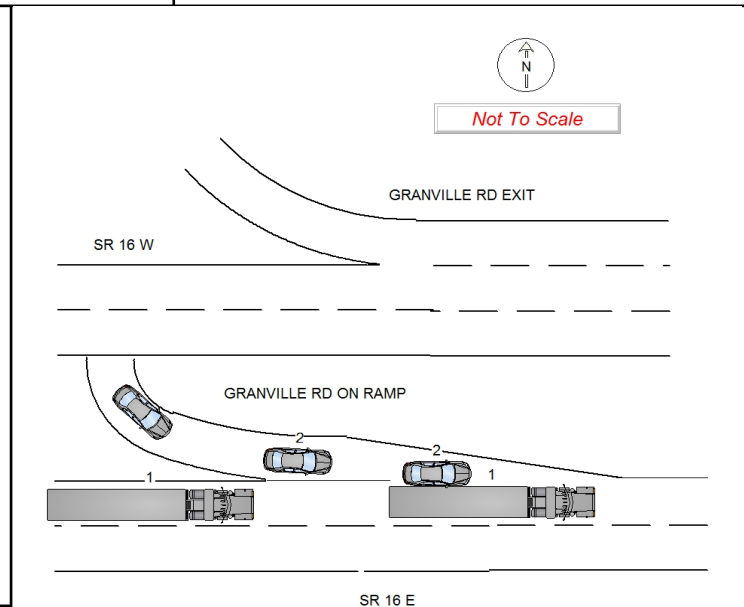 N
Not To Scale
GRANVILLE RD EXIT
SR 16 W
GRANVILLE RD ON RAMP
2
2
1
1
SR 16 E